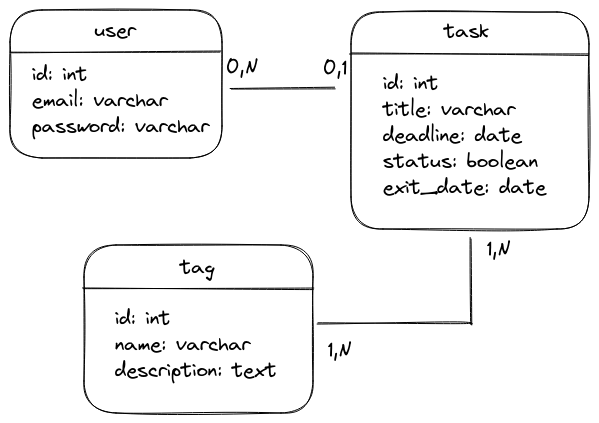 user
id: int
email: varchar
password: varchar
0,N
0,1
task
id: int
title: varchar
deadline: date
status: boolean
exit_date: date
1,N
tag
id: int
name: varchar
description: text
1,N